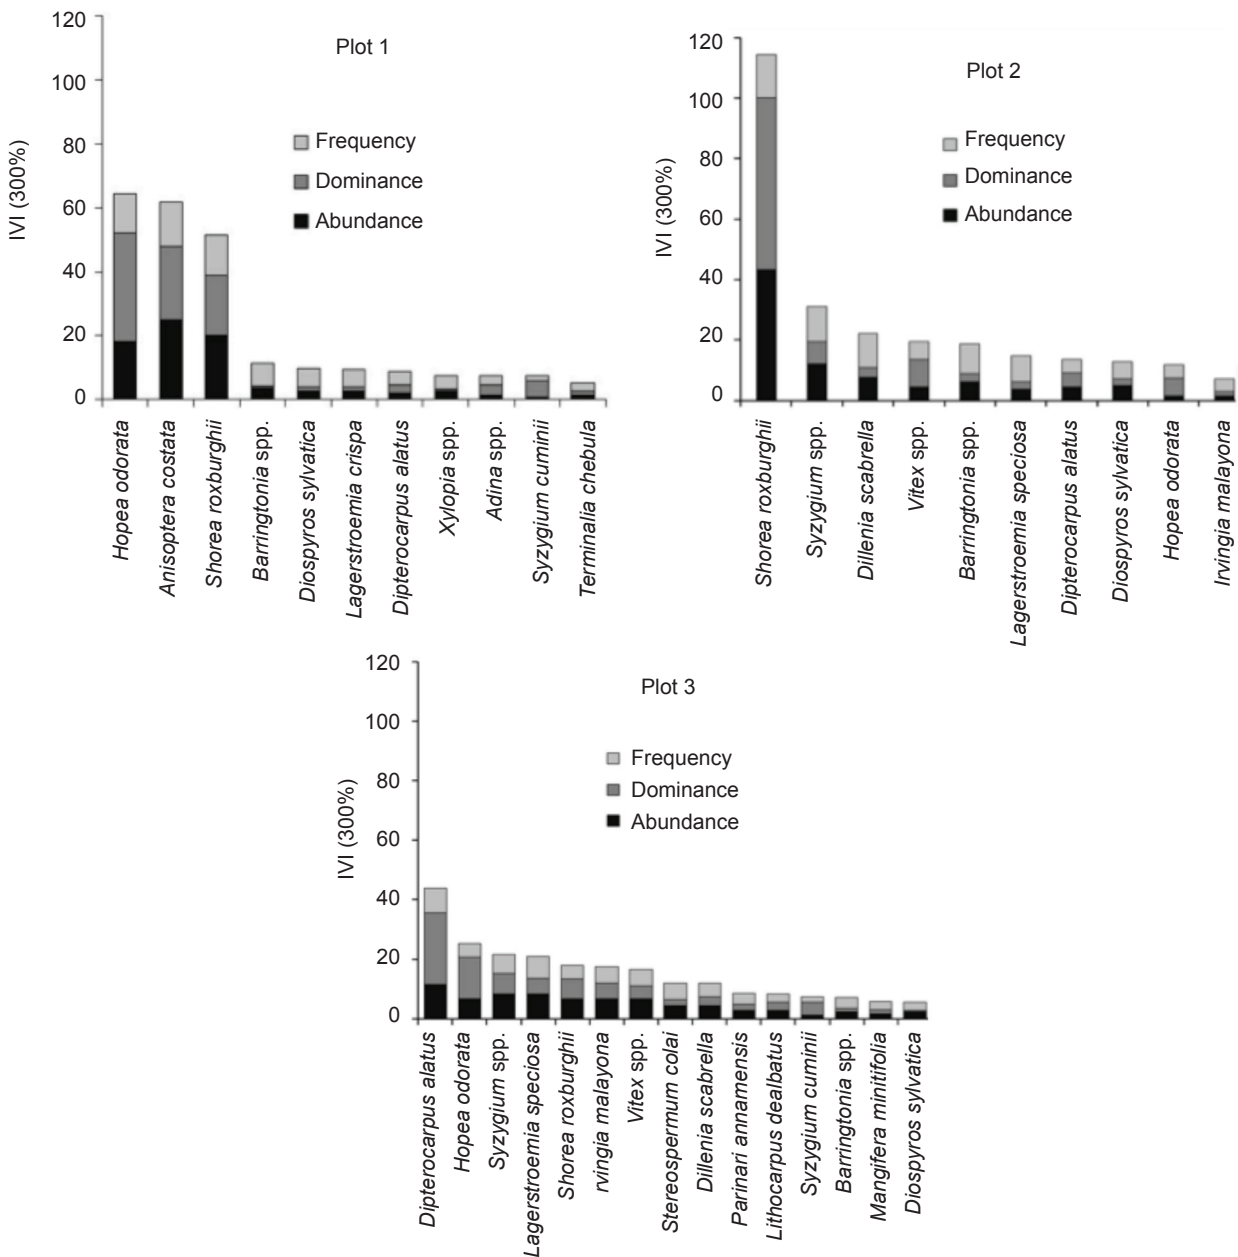 Plot 1
IVI (300%)
120
100
80
60
40
20
0
Frequency
Dominance
Abundance
Hopea odorata
Anisoptera costata
Shorea roxburghii
Barringtonia spp.
Diospyros sylvatica
Lagerstroemia crispa
Dipterocarpus alatus
Xylopia spp.
Adina spp.
Syzygium cuminii
Terminalia chebula
Plot 2
IVI (300%)
120
100
80
60
40
20
0
Frequency
Dominance
Abundance
Shorea roxburghii
Syzygium spp.
Dillenia scabrella
Vitex spp.
Barringtonia spp.
Lagerstroemia speciosa
Dipterocarpus alatus
Diospyros sylvatica
Hopea odorata
Irvingia malayona
Plot 3
IVI (300%)
120
100
80
60
40
20
0
Frequency
Dominance
Abundance
Dipterocarpus alatus
Hopea odorata
Syzygium spp.
Lagerstroemia speciosa
Shorea roxburghii
rvingia malayona
Vitex spp.
Stereospermum colai
Dillenia scabrella
Parinari annamensis
Lithocarpus dealbatus
Syzygium cuminii
Barringtonia spp.
Mangifera minitifolia
Diospyros sylvatica